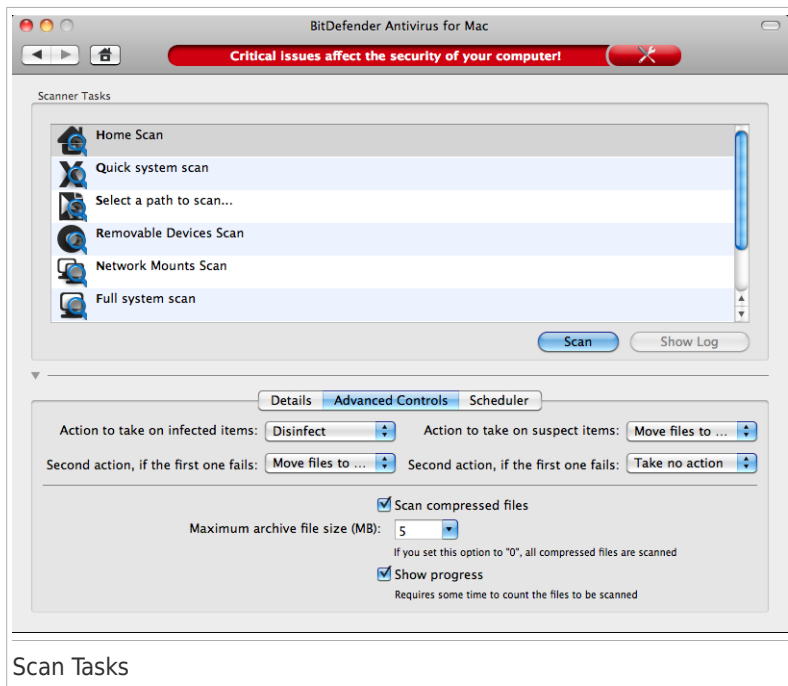 BitDefender Antivirus for Mac
Critical issues affect the security of your computer!
Scanner Tasks
Home Scan
Quick system scan
Select a path to scan...
Removable Devices Scan
Network Mounts Scan
Full system scan
Scan Show Log
Details Advanced Controls Scheduler
Action to take on infected items: Disinfect Action to take on suspect items: Move files to ...
Second action, if the first one fails: Move files to ... Second action, if the first one fails: Take no action
Scan compressed files
Maximum archive file size (MB): 5
If you set this option to "0", all compressed files are scanned
Show progress
Requires some time to count the files to be scanned
Scan Tasks